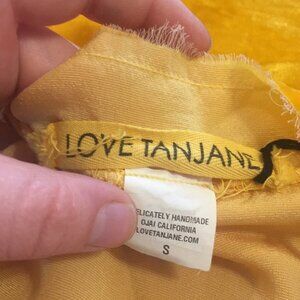 LOVE TANJANE
DELICATELY HANDMADE
OJAI CALIFORNIA
LOVETANJANE.COM
S